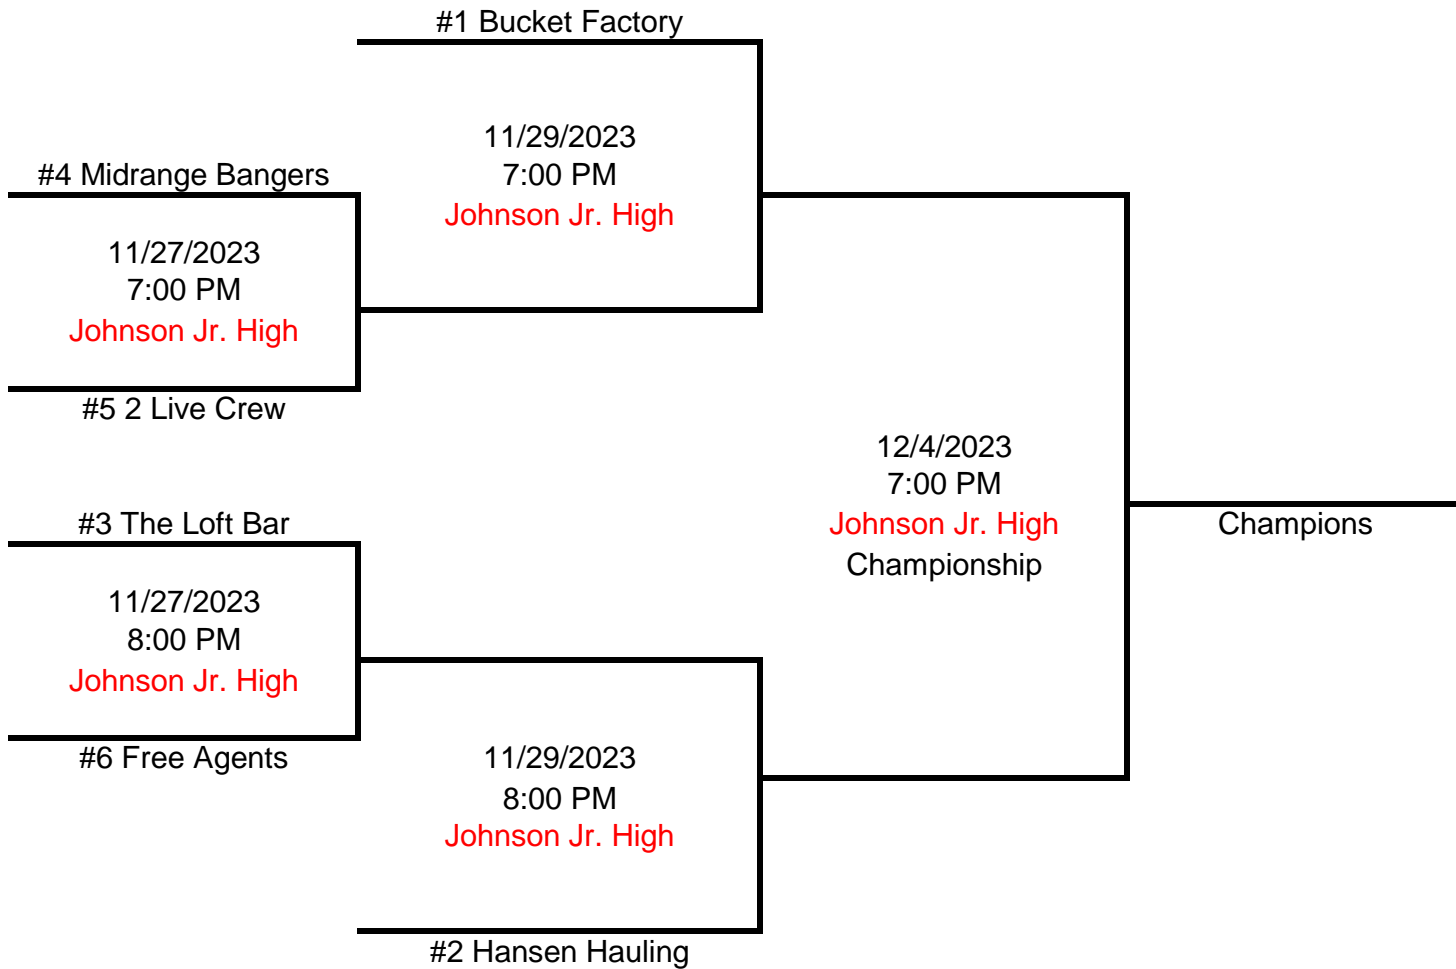 #1 Bucket Factory
11/29/2023
7:00 PM
Johnson Jr. High
#4 Midrange Bangers
11/27/2023
7:00 PM
Johnson Jr. High
#5 2 Live Crew
12/4/2023
7:00 PM
Johnson Jr. High
Championship
Champions
#3 The Loft Bar
11/27/2023
8:00 PM
Johnson Jr. High
#6 Free Agents
11/29/2023
8:00 PM
Johnson Jr. High
#2 Hansen Hauling